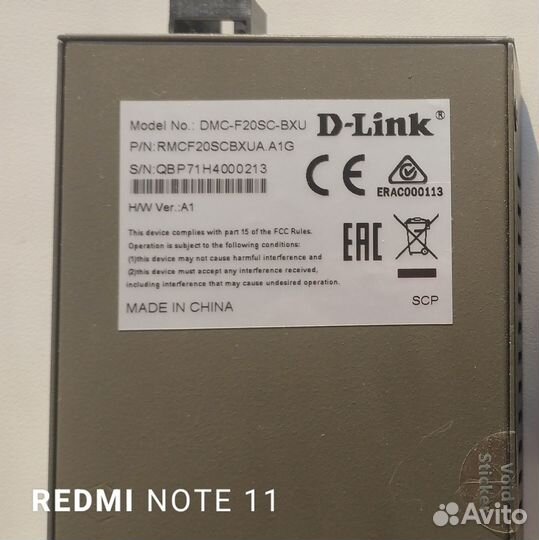 Model No.: DMC-F20SC-BXU
D-Link®
P/N:RMCF20SCBXUA.A1G
S/N:QBP71H4000213
CE
ERAC000113
H/W Ver.:A1
This device complies with part 15 of the FCC Rules.
Operation is subject to the following conditions:
(1)this device may not cause harmful interference and
(2)this device must accept any interference received,
including interference that may cause undesired operation.
EAC
MADE IN CHINA
SCP
Void
Sticker
REDMI NOTE 11
Avito